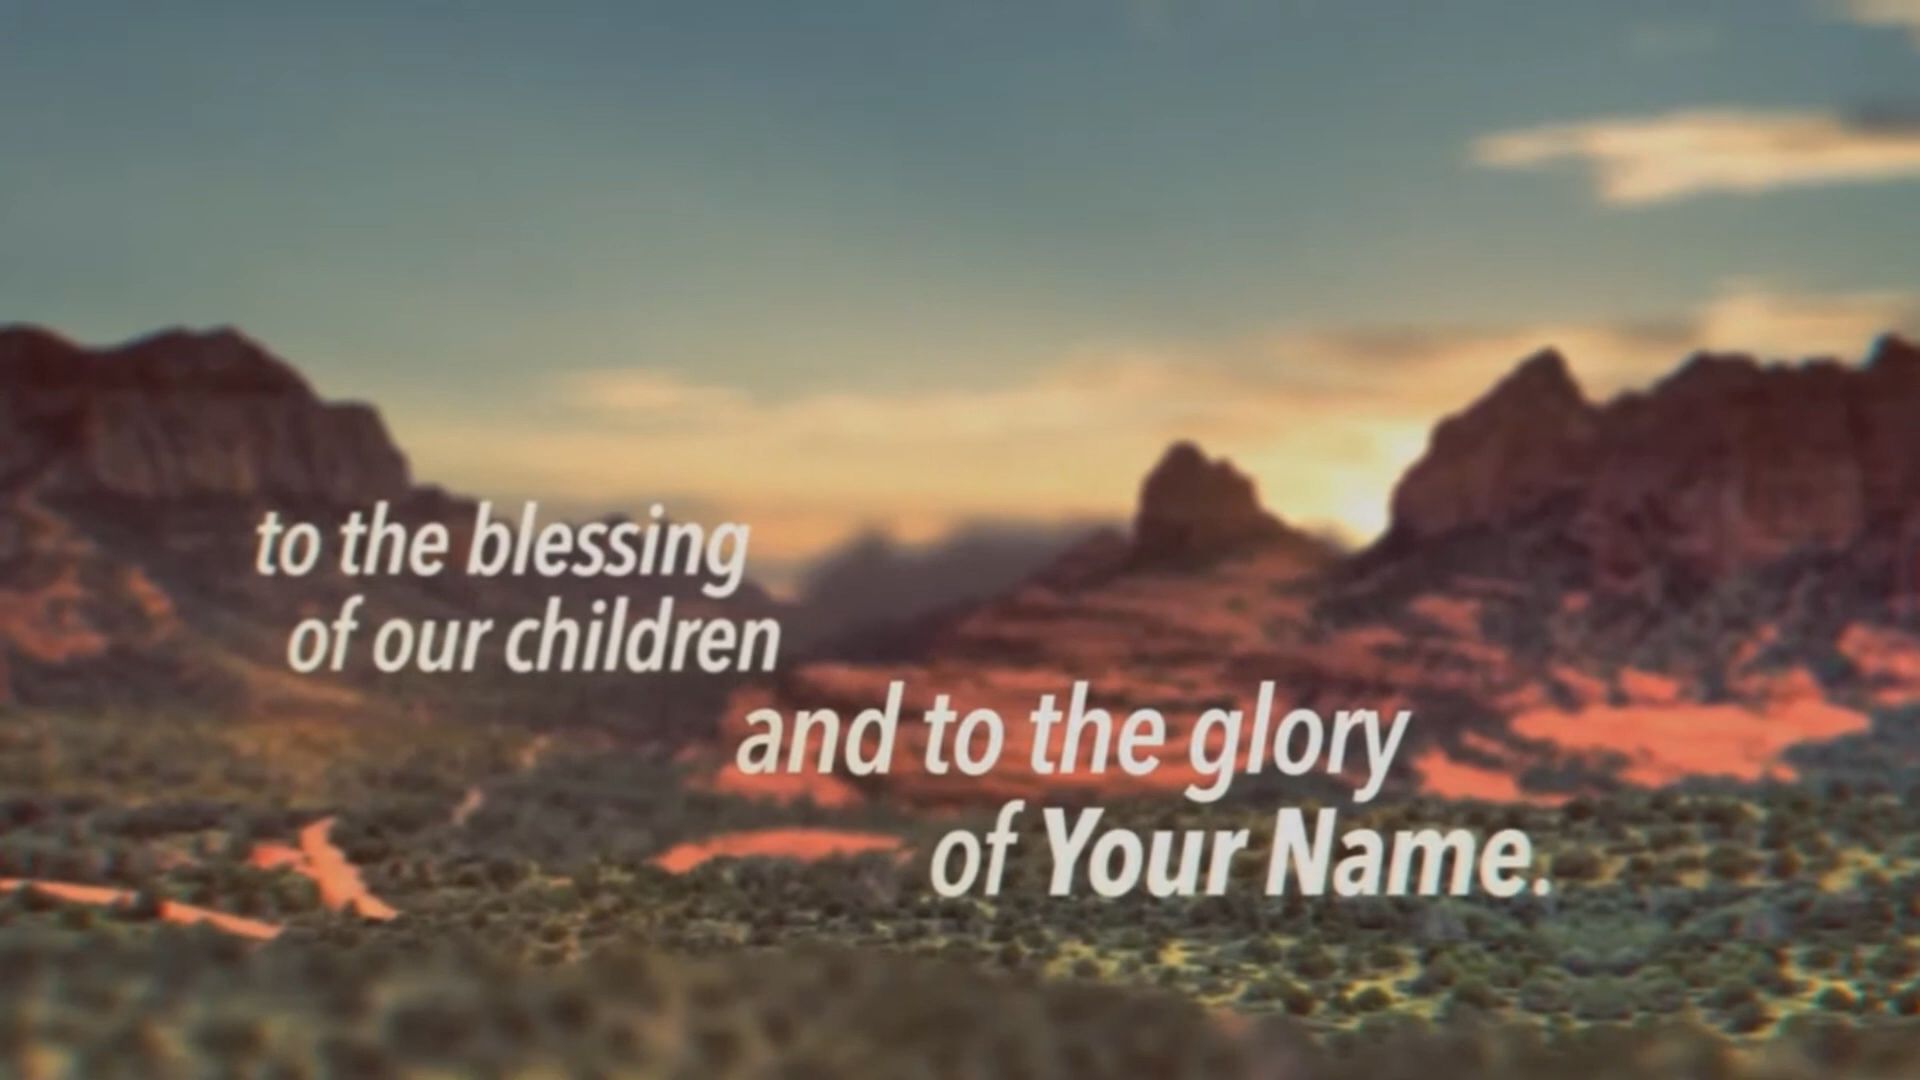 to the blessing
of our children
and to the glory
of Your Name.